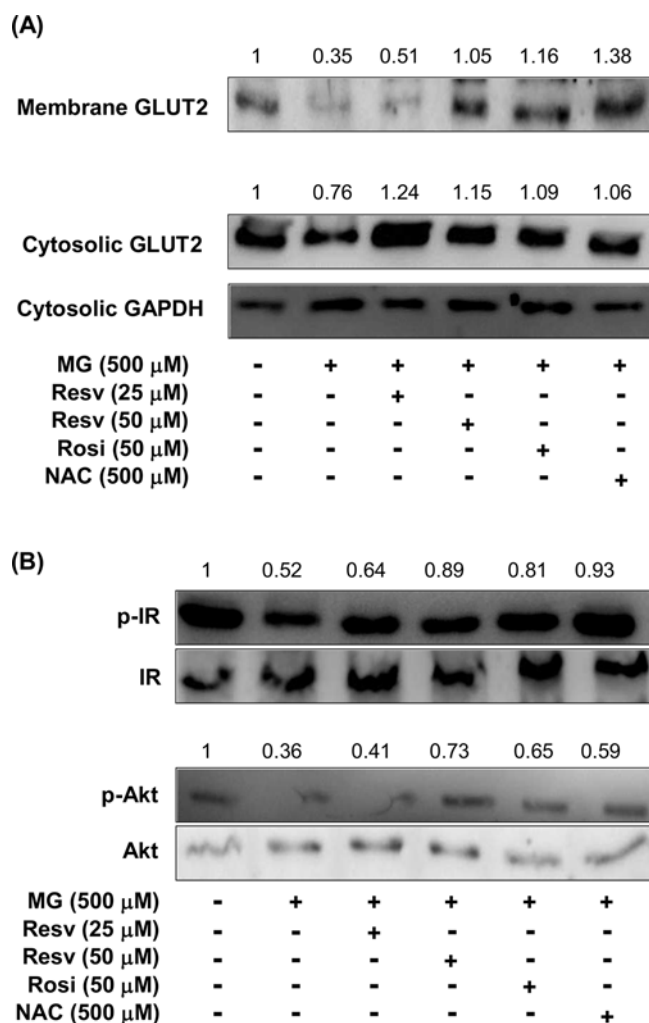 (A)
1 0.35 0.51 1.05 1.16 1.38
Membrane GLUT2
1 0.76 1.24 1.15 1.09 1.06
Cytosolic GLUT2
Cytosolic GAPDH
MG (500 μM) - + + + + +
Resv (25 μM) - - + - - -
Resv (50 μM) - - - + - -
Rosi (50 μM) - - - - + -
NAC (500 μM) - - - - - +
(B)
1 0.52 0.64 0.89 0.81 0.93
p-IR
IR
1 0.36 0.41 0.73 0.65 0.59
p-Akt
Akt
MG (500 μM) - + + + + +
Resv (25 μM) - - + - - -
Resv (50 μM) - - - + - -
Rosi (50 μM) - - - - + -
NAC (500 μM) - - - - - +